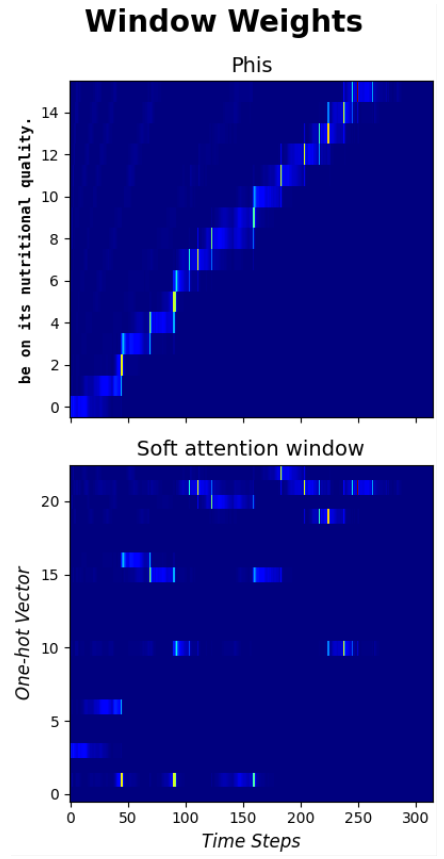 Window Weights
Phis
14
12
10
8
6
4
2
0
be on its nutritional quality.
Soft attention window
20
15
10
5
0
One-hot Vector
0 50 100 150 200 250 300
Time Steps